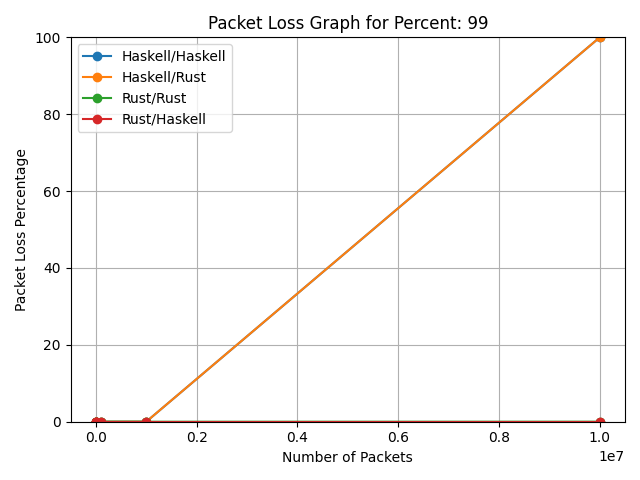 Packet Loss Graph for Percent: 99
Packet Loss Percentage
100
80
60
40
20
0
Haskell/Haskell
Haskell/Rust
Rust/Rust
Rust/Haskell
0.0 0.2 0.4 0.6 0.8 1.0
1e7
Number of Packets